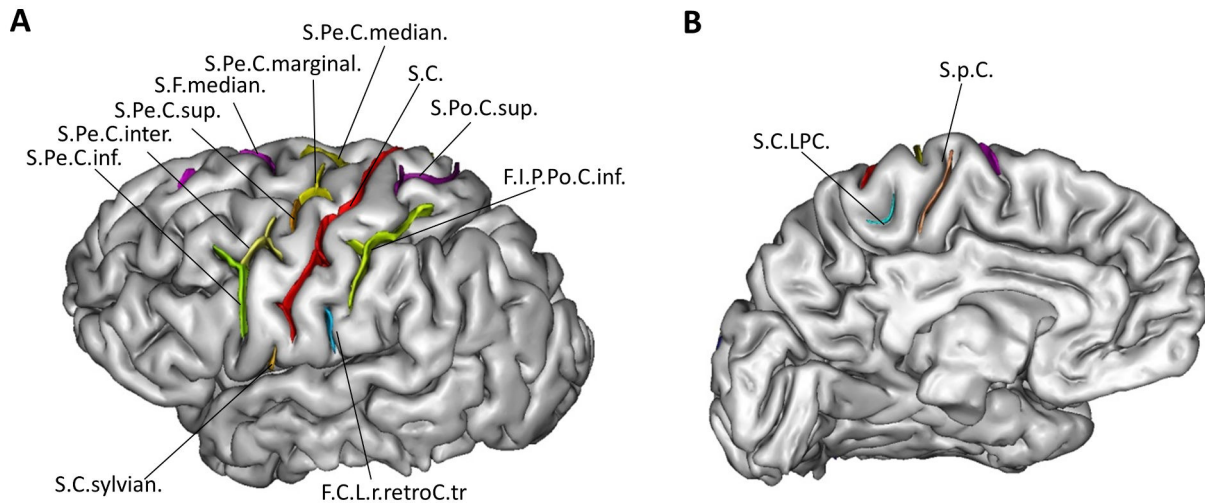 A
S.Pe.C.median.
S.Pe.C.marginal.
S.C.
S.F.median.
S.Pe.C.sup.
S.Po.C.sup.
S.Pe.C.inter.
S.Pe.C.inf.
F.I.P.Po.C.inf.
S.C.sylvian.
F.C.L.r.retroC.tr
B
S.p.C.
S.C.LPC.